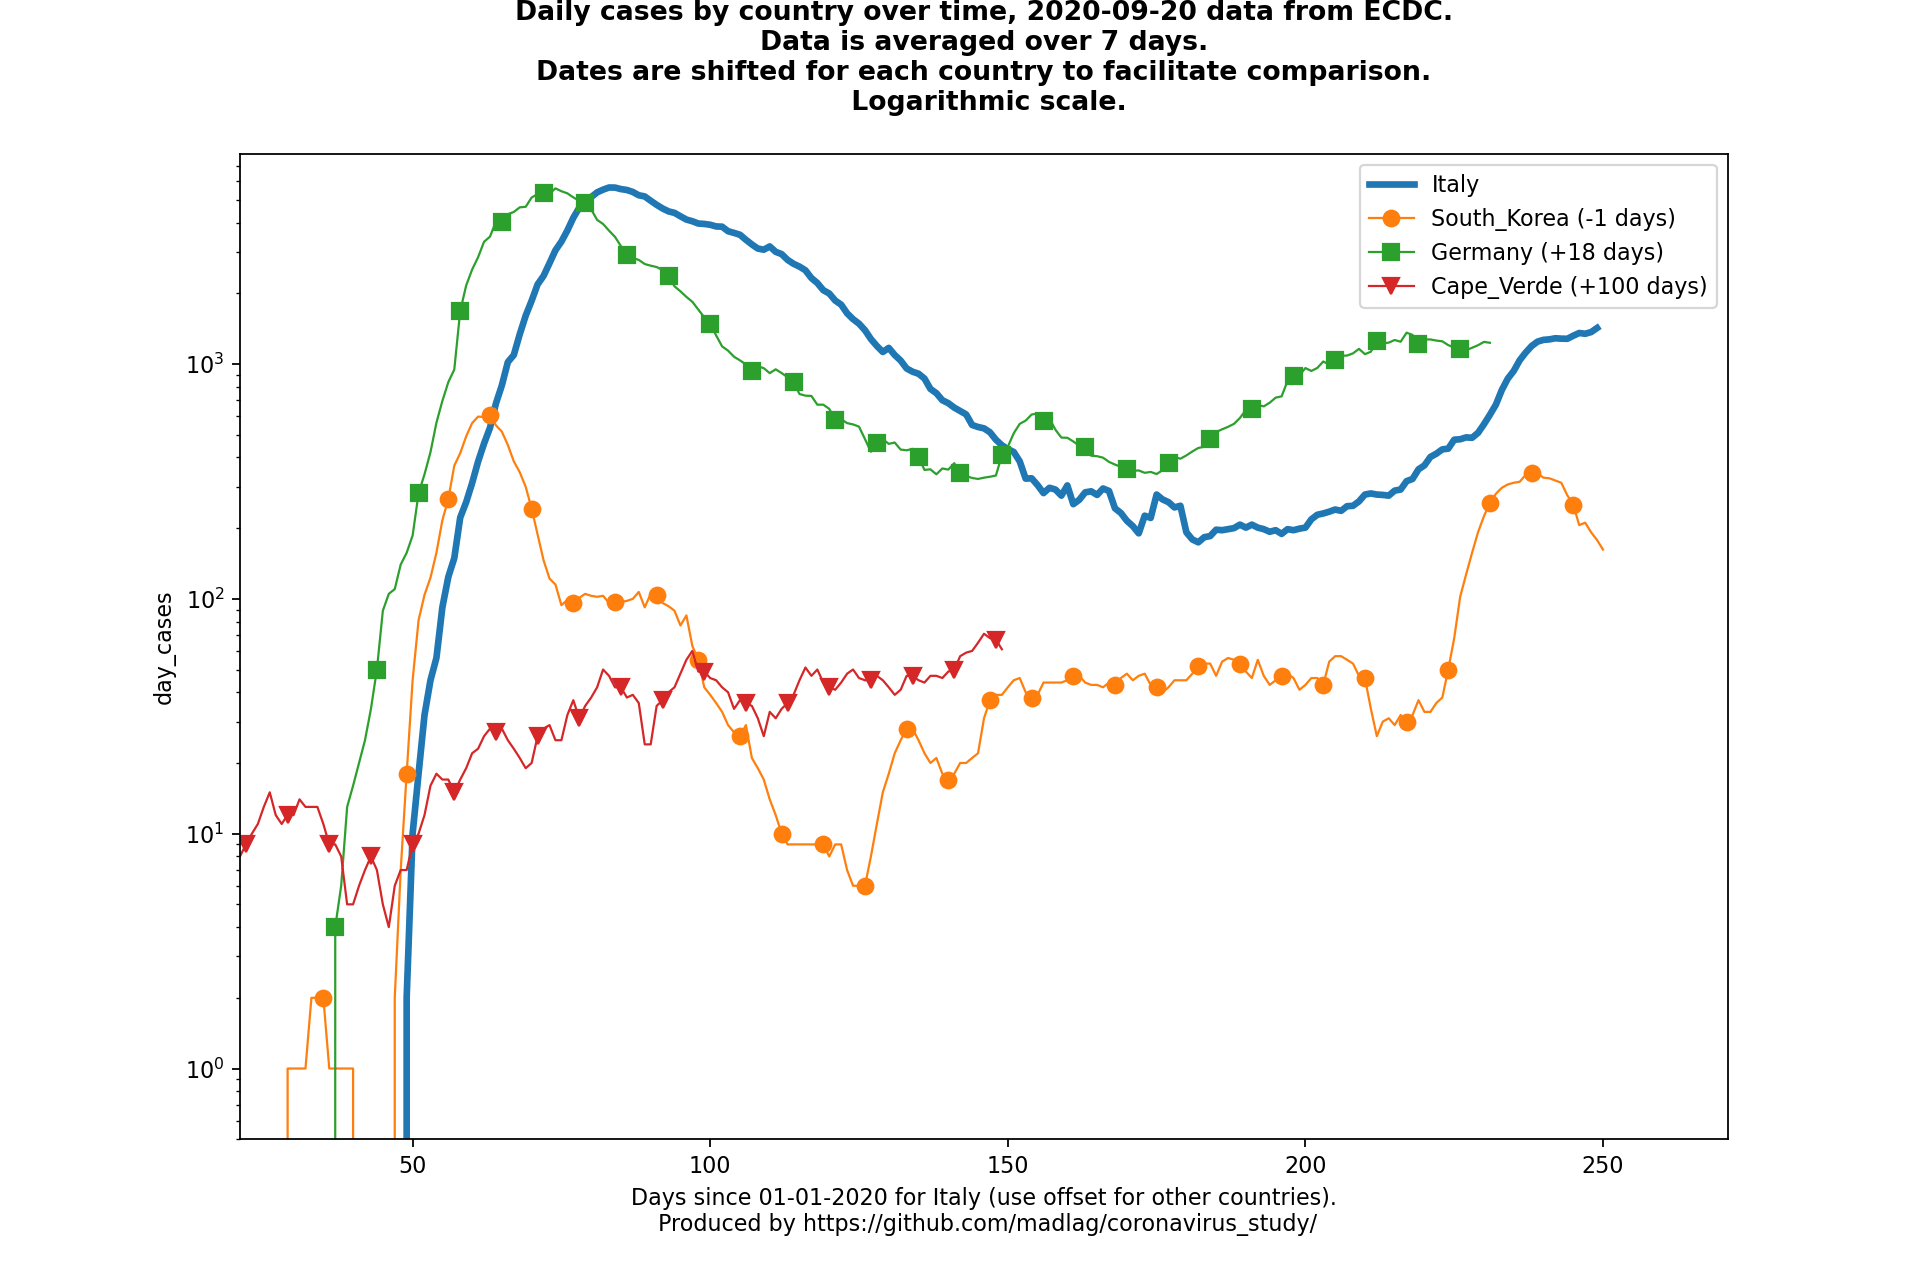 Daily cases by country over time, 2020-09-20 data from ECDC.
Data is averaged over 7 days.
Dates are shifted for each country to facilitate comparison.
Logarithmic scale.
Italy
South_Korea (-1 days)
Germany (+18 days)
Cape_Verde (+100 days)
day_cases
10³
10²
10¹
10⁰
50 100 150 200 250
Days since 01-01-2020 for Italy (use offset for other countries).
Produced by https://github.com/madlag/coronavirus_study/